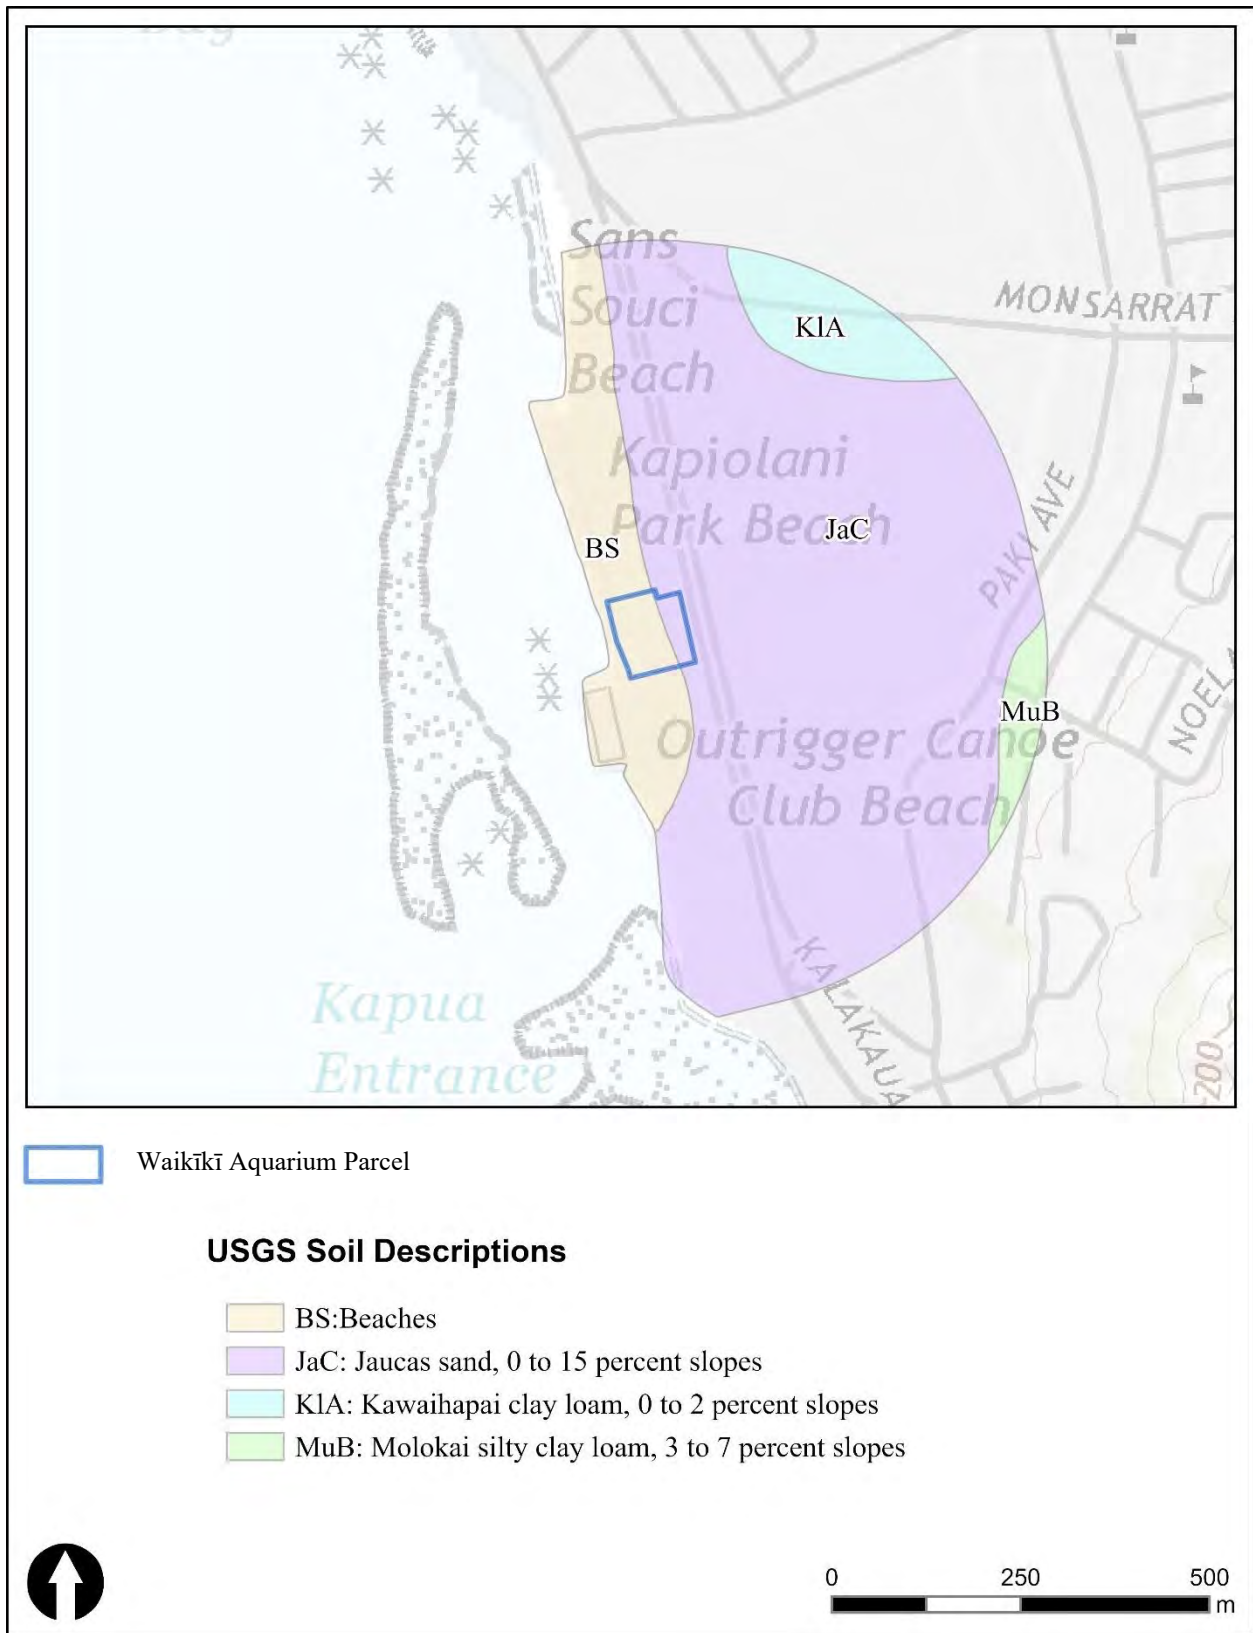 Bay
Sans
Souci
Beach
MONSARRAT
KlA
Kapiolani
Park Beach
JaC
BS
PAKI AVE
NOELA
MuB
Outrigger Canoe
Club Beach
KALAKAUA
Kapua
Entrance
200
Waikīkī Aquarium Parcel
USGS Soil Descriptions
BS:Beaches
JaC: Jaucas sand, 0 to 15 percent slopes
KlA: Kawaihapai clay loam, 0 to 2 percent slopes
MuB: Molokai silty clay loam, 3 to 7 percent slopes
0 250 500
m